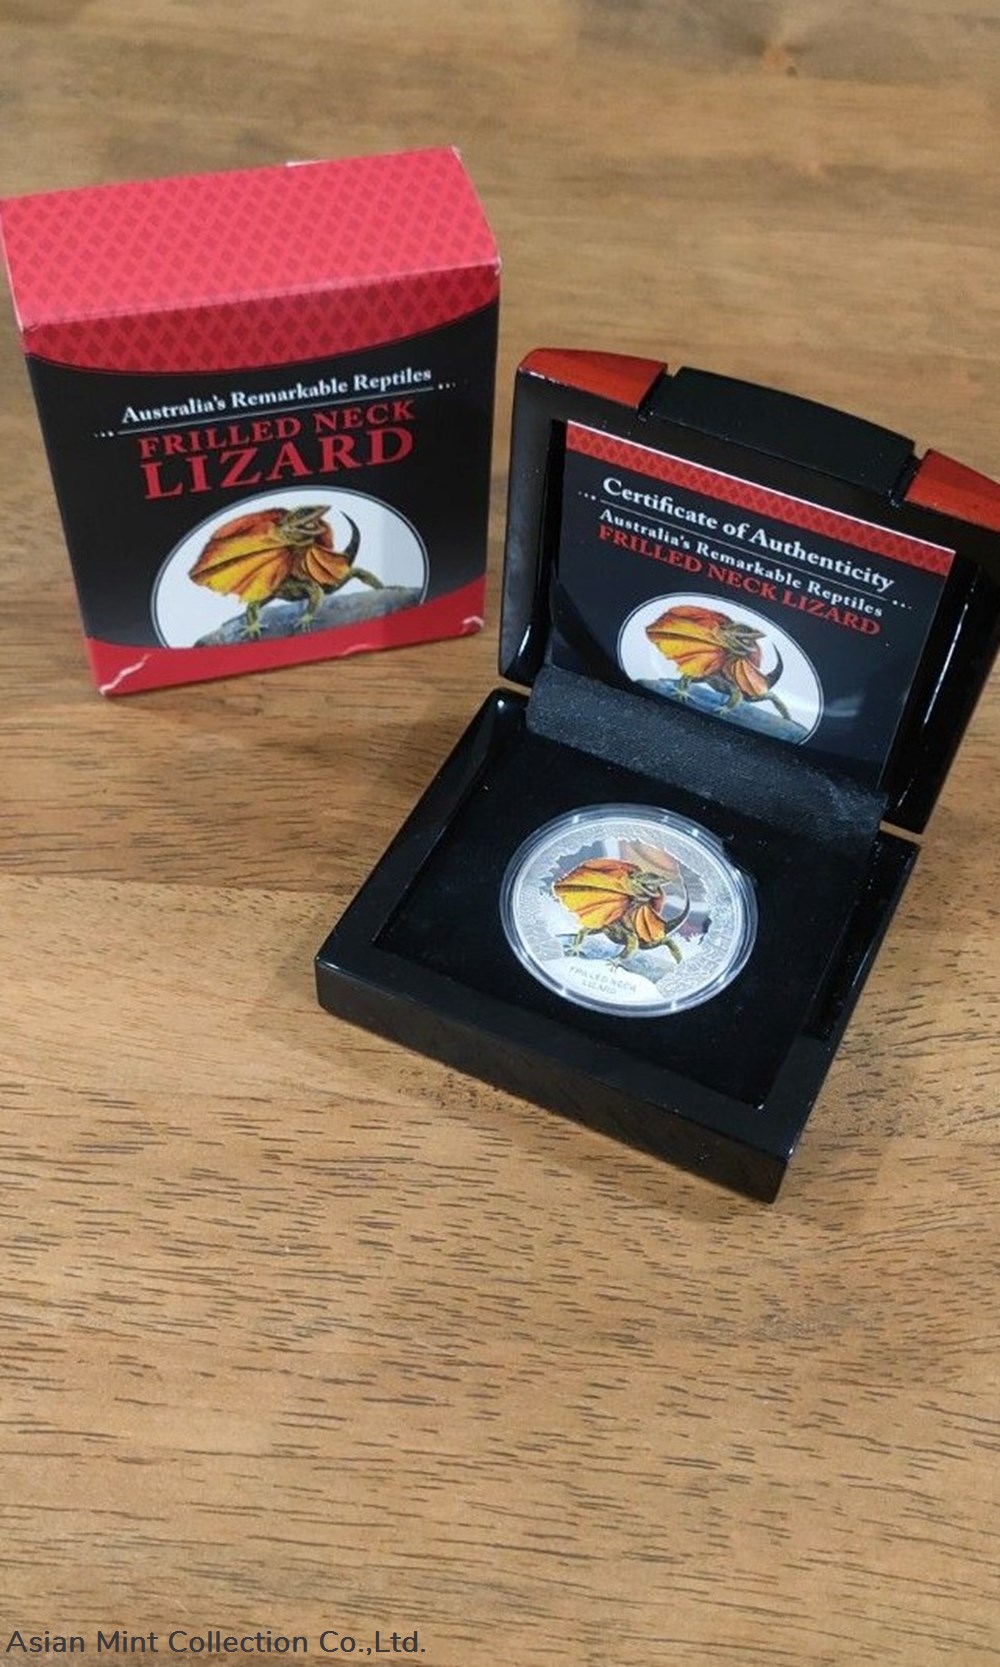 Australia's Remarkable Reptiles
FRILLED NECK
LIZARD
Certificate of Authenticity
Australia's Remarkable Reptiles
FRILLED NECK LIZARD
FRILLED NECK
LIZARD
Asian Mint Collection Co.,Ltd.